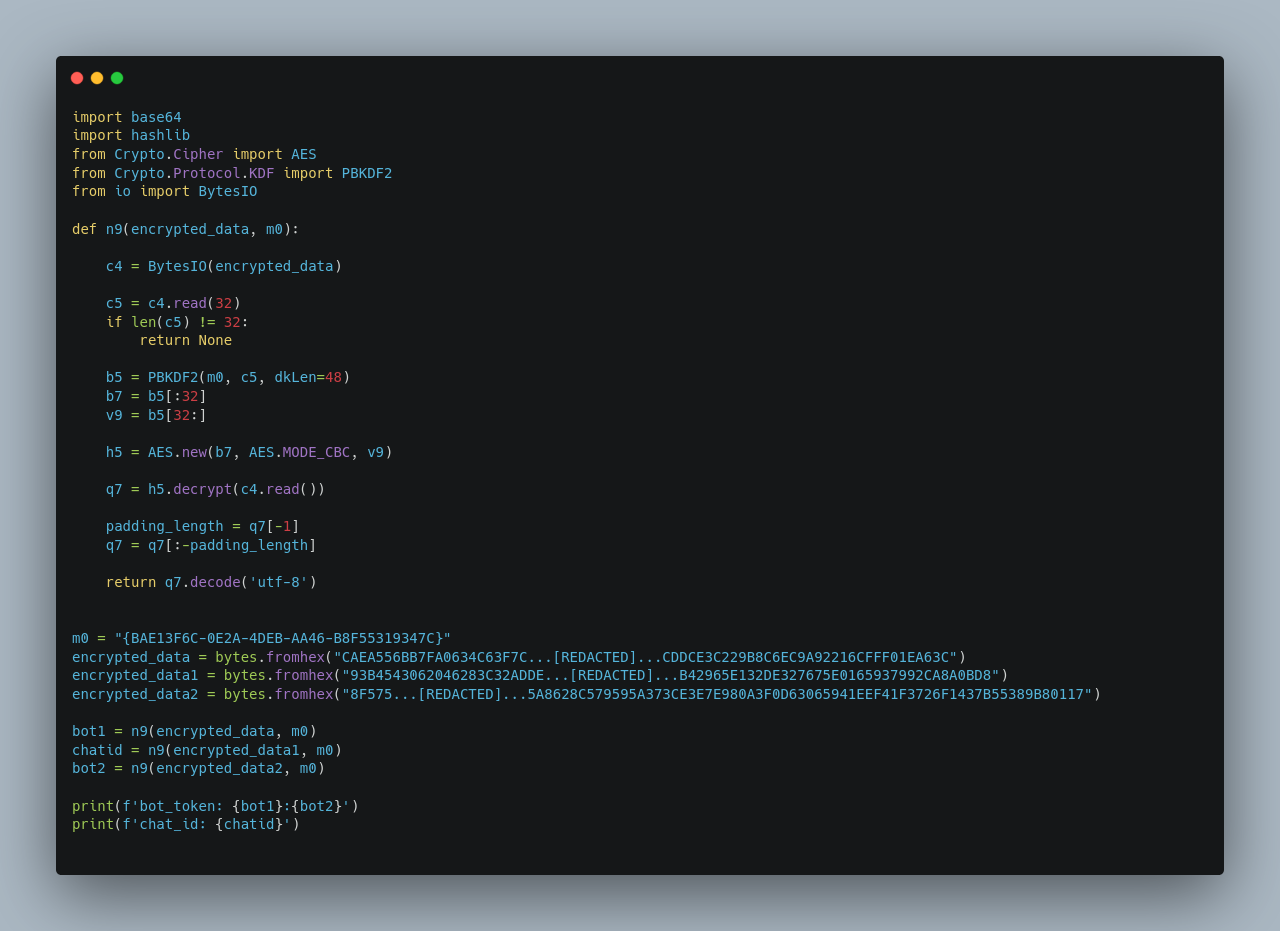 import base64
import hashlib
from Crypto.Cipher import AES
from Crypto.Protocol.KDF import PBKDF2
from io import BytesIO

def n9(encrypted_data, m0):

    c4 = BytesIO(encrypted_data)

    c5 = c4.read(32)
    if len(c5) != 32:
        return None

    b5 = PBKDF2(m0, c5, dkLen=48)
    b7 = b5[:32]
    v9 = b5[32:]

    h5 = AES.new(b7, AES.MODE_CBC, v9)

    q7 = h5.decrypt(c4.read())

    padding_length = q7[-1]
    q7 = q7[:-padding_length]

    return q7.decode('utf-8')


m0 = "{BAE13F6C-0E2A-4DEB-AA46-B8F55319347C}"
encrypted_data = bytes.fromhex("CAEA556BB7FA0634C63F7C...[REDACTED]...CDDCE3C229B8C6EC9A92216CFFF01EA63C")
encrypted_data1 = bytes.fromhex("93B4543062046283C32ADDE...[REDACTED]...B42965E132DE327675E0165937992CA8A0BD8")
encrypted_data2 = bytes.fromhex("8F575...[REDACTED]...5A8628C579595A373CE3E7E980A3F0D63065941EEF41F3726F1437B55389B80117")

bot1 = n9(encrypted_data, m0)
chatid = n9(encrypted_data1, m0)
bot2 = n9(encrypted_data2, m0)

print(f'bot_token: {bot1}:{bot2}')
print(f'chat_id: {chatid}')